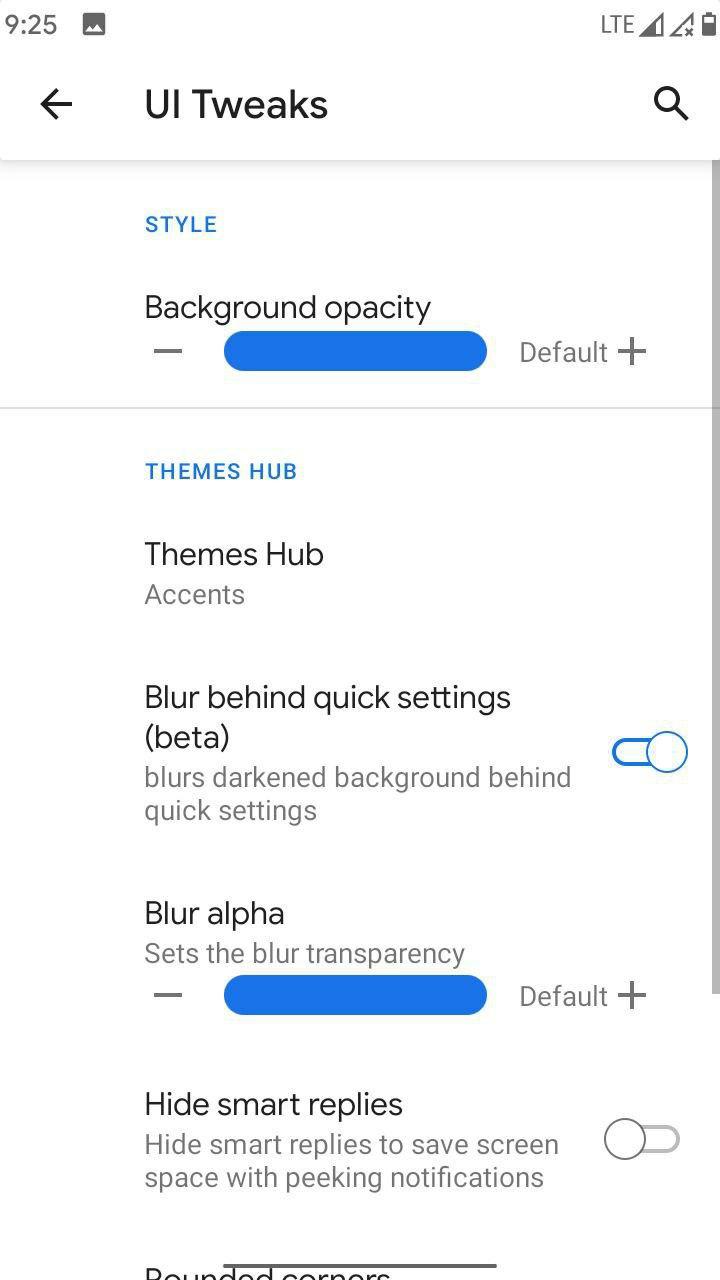 9:25 LTE
UI Tweaks
STYLE
Background opacity
Default
THEMES HUB
Themes Hub
Accents
Blur behind quick settings
(beta)
blurs darkened background behind
quick settings
Blur alpha
Sets the blur transparency
Default
Hide smart replies
Hide smart replies to save screen
space with peeking notifications
Rounded corners